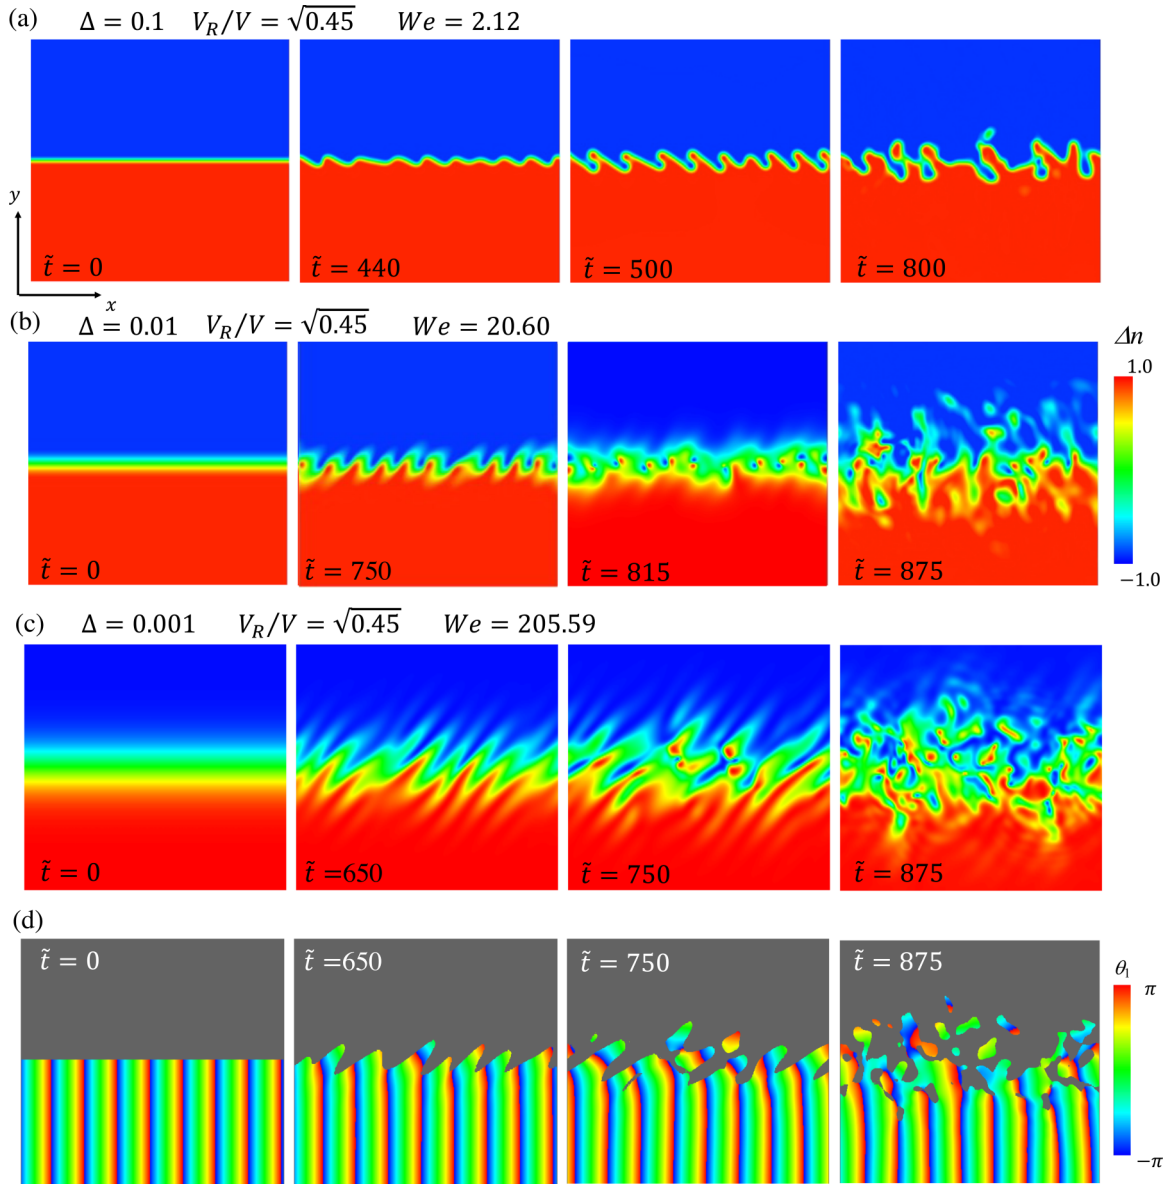 (a) Δ = 0.1 V_R/V = √0.45 We = 2.12
y
x
t̃ = 0
t̃ = 440
t̃ = 500
t̃ = 800
(b) Δ = 0.01 V_R/V = √0.45 We = 20.60
Δn
1.0
−1.0
t̃ = 0
t̃ = 750
t̃ = 815
t̃ = 875
(c) Δ = 0.001 V_R/V = √0.45 We = 205.59
t̃ = 0
t̃ =650
t̃ = 750
t̃ = 875
(d)
t̃ = 0
t̃ =650
t̃ = 750
t̃ = 875
θ₁
π
−π